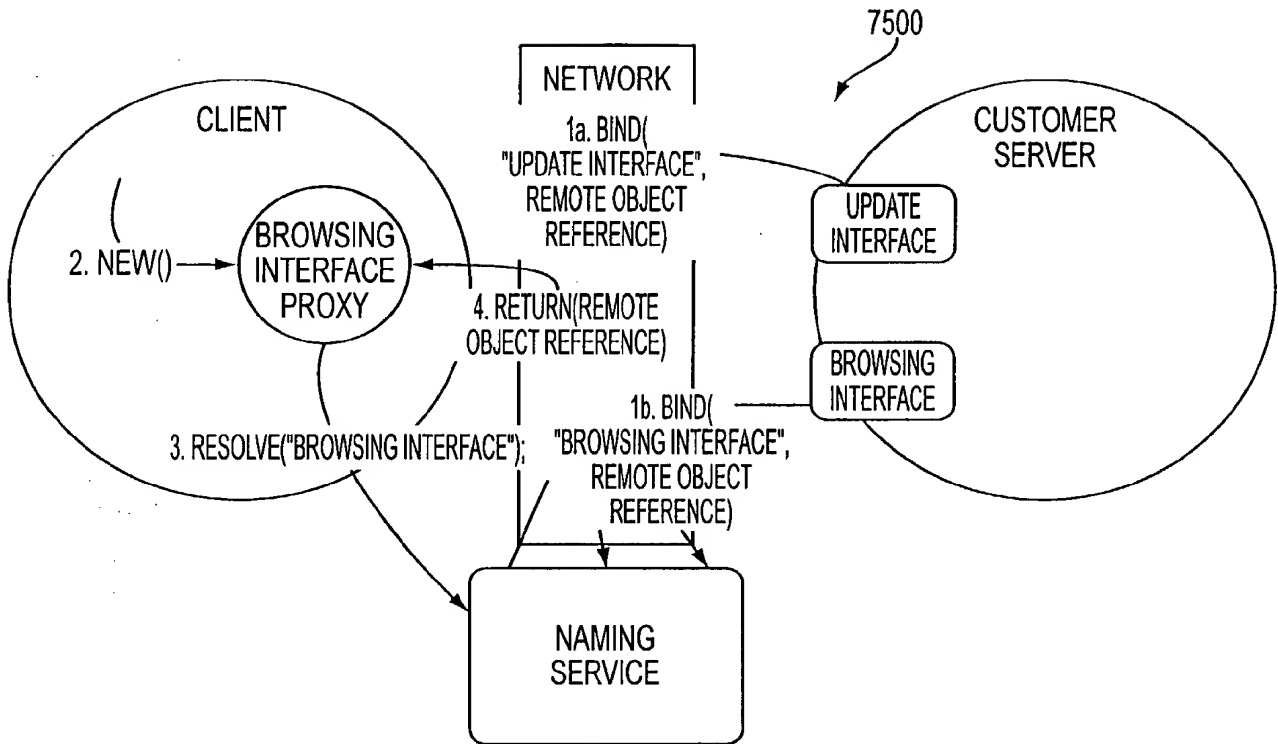 7500
NETWORK
CLIENT
CUSTOMER
SERVER
1a. BIND(
"UPDATE INTERFACE",
REMOTE OBJECT
REFERENCE)
UPDATE
INTERFACE
2. NEW()
BROWSING
INTERFACE
PROXY
4. RETURN(REMOTE
OBJECT REFERENCE)
BROWSING
INTERFACE
1b. BIND(
"BROWSING INTERFACE",
REMOTE OBJECT
REFERENCE)
3. RESOLVE("BROWSING INTERFACE");
NAMING
SERVICE